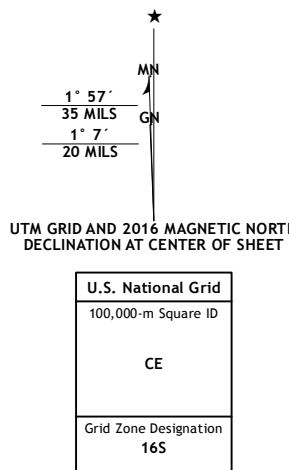 MN
1° 57´
35 MILS
GN
1° 7´
20 MILS
UTM GRID AND 2016 MAGNETIC NORT
DECLINATION AT CENTER OF SHEET
U.S. National Grid
100,000-m Square ID
CE
Grid Zone Designation
16S